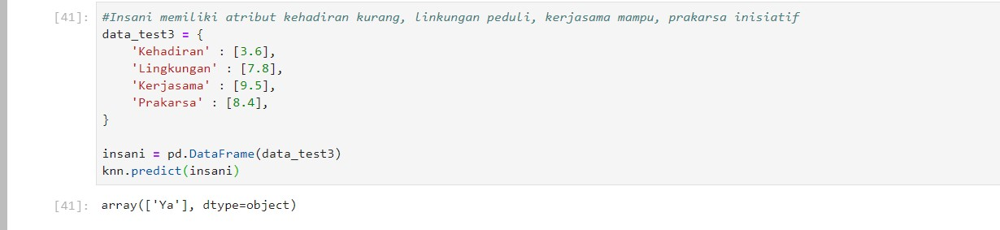 [41]: #Insani memiliki atribut kehadiran kurang, linkungan peduli, kerjasama mampu, prakarsa inisiatif
data_test3 = {
    'Kehadiran' : [3.6],
    'Lingkungan' : [7.8],
    'Kerjasama' : [9.5],
    'Prakarsa' : [8.4],
}
insani = pd.DataFrame(data_test3)
knn.predict(insani)
[41]: array(['Ya'], dtype=object)